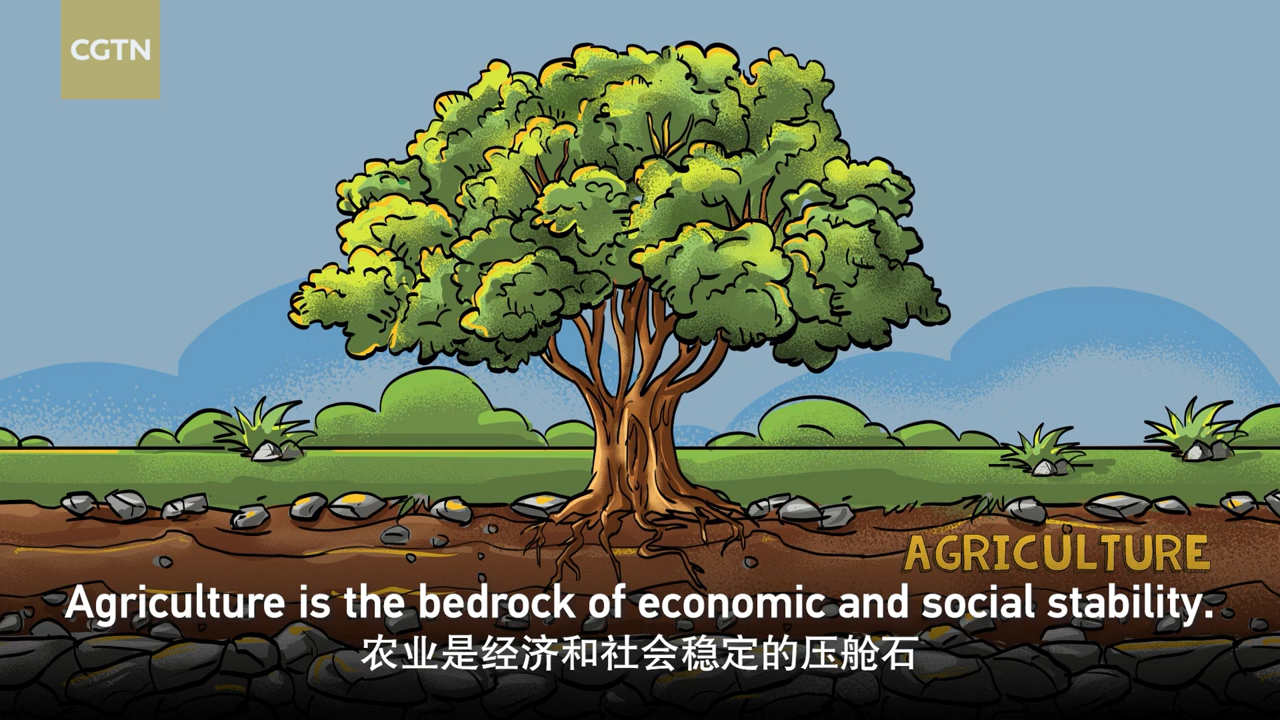 CGTN
AGRICULTURE
Agriculture is the bedrock of economic and social stability.
农业是经济和社会稳定的压舱石